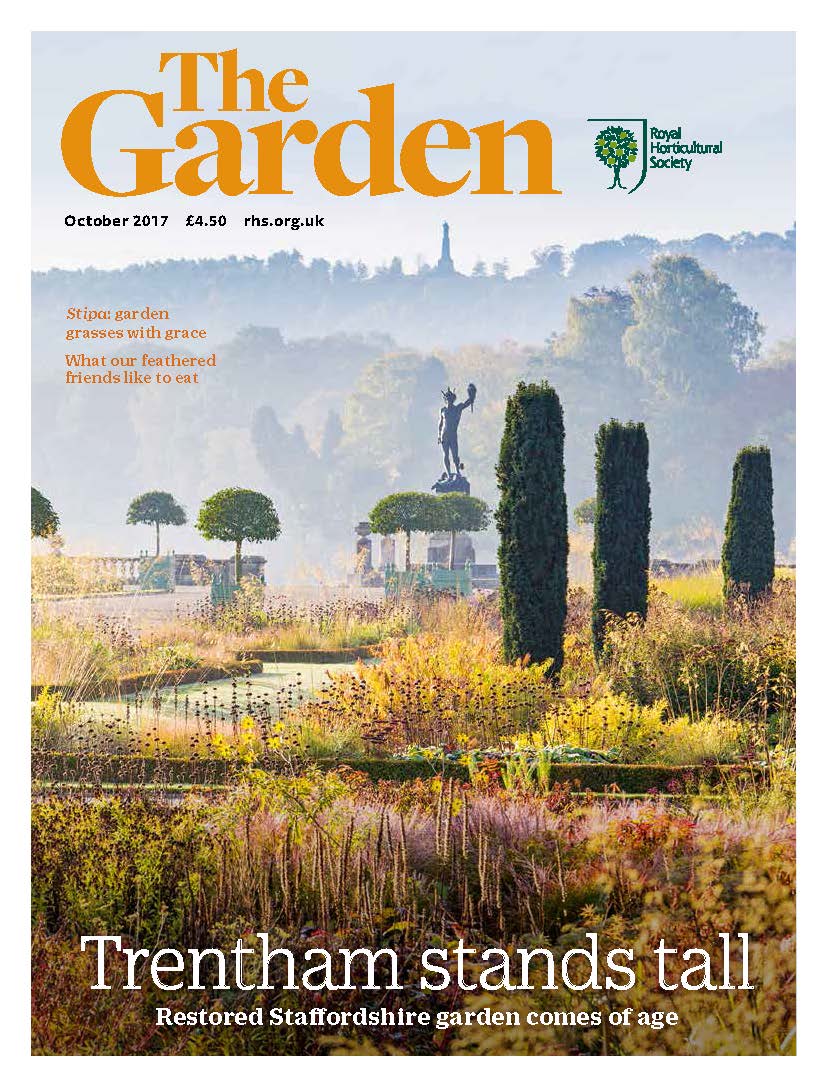 The
Garden
Royal
Horticultural
Society
October 2017 £4.50 rhs.org.uk
Stipa: garden
grasses with grace
What our feathered
friends like to eat
Trentham stands tall
Restored Staffordshire garden comes of age